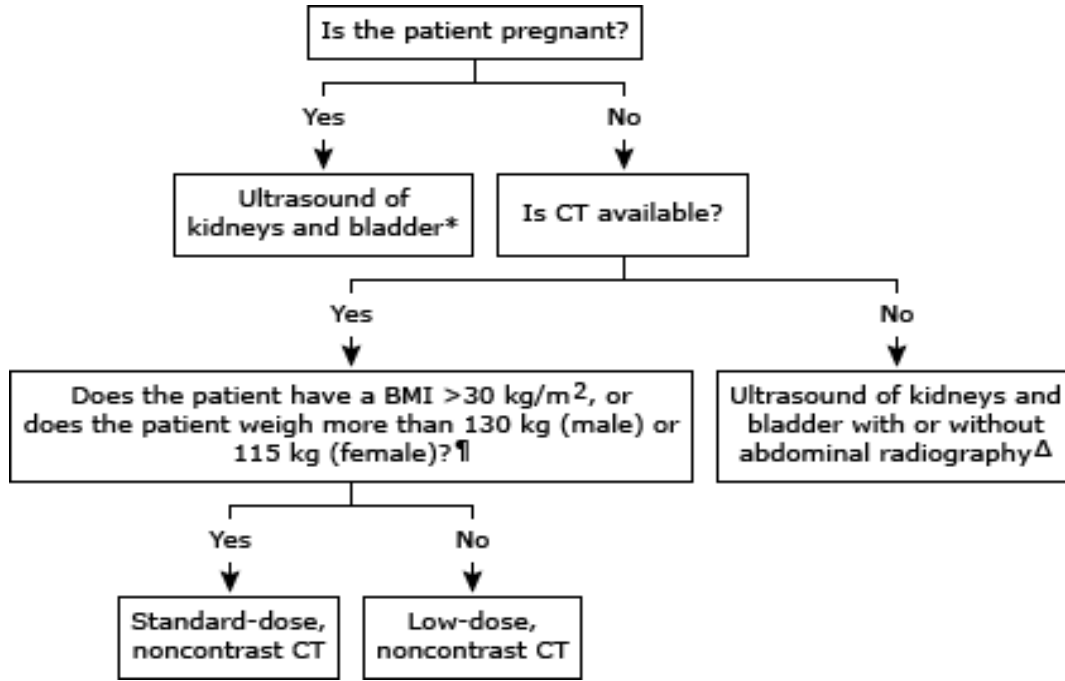 Is the patient pregnant?
Yes
No
Ultrasound of
kidneys and bladder*
Is CT available?
Yes
No
Does the patient have a BMI >30 kg/m², or
does the patient weigh more than 130 kg (male) or
115 kg (female)?¶
Ultrasound of kidneys and
bladder with or without
abdominal radiographyΔ
Yes
No
Standard-dose,
noncontrast CT
Low-dose,
noncontrast CT